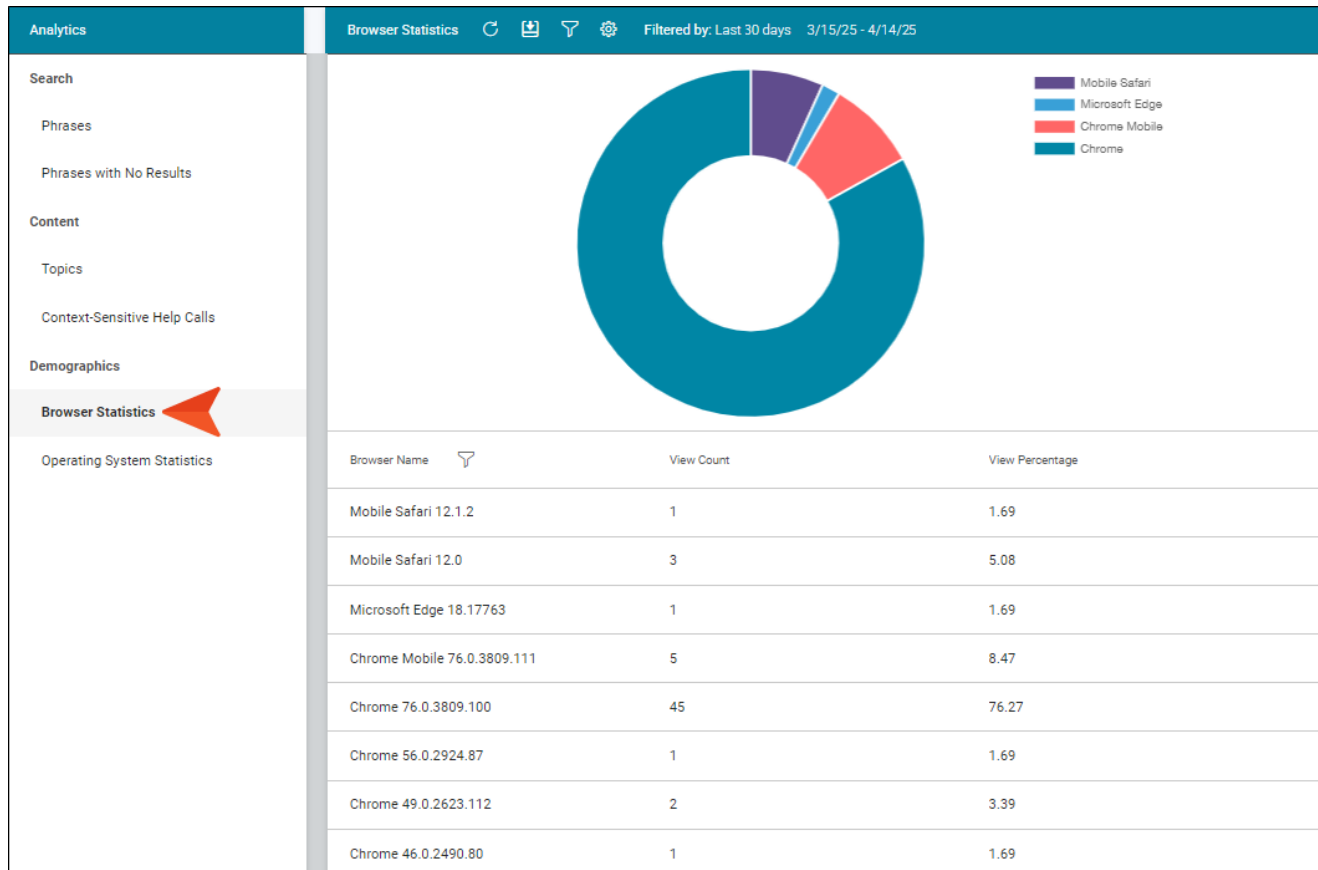 Analytics
Browser Statistics Filtered by: Last 30 days 3/15/25 - 4/14/25
Search
Phrases
Phrases with No Results
Content
Topics
Context-Sensitive Help Calls
Demographics
Browser Statistics
Operating System Statistics
Mobile Safari
Microsoft Edge
Chrome Mobile
Chrome
Browser Name View Count View Percentage
Mobile Safari 12.1.2 1 1.69
Mobile Safari 12.0 3 5.08
Microsoft Edge 18.17763 1 1.69
Chrome Mobile 76.0.3809.111 5 8.47
Chrome 76.0.3809.100 45 76.27
Chrome 56.0.2924.87 1 1.69
Chrome 49.0.2623.112 2 3.39
Chrome 46.0.2490.80 1 1.69